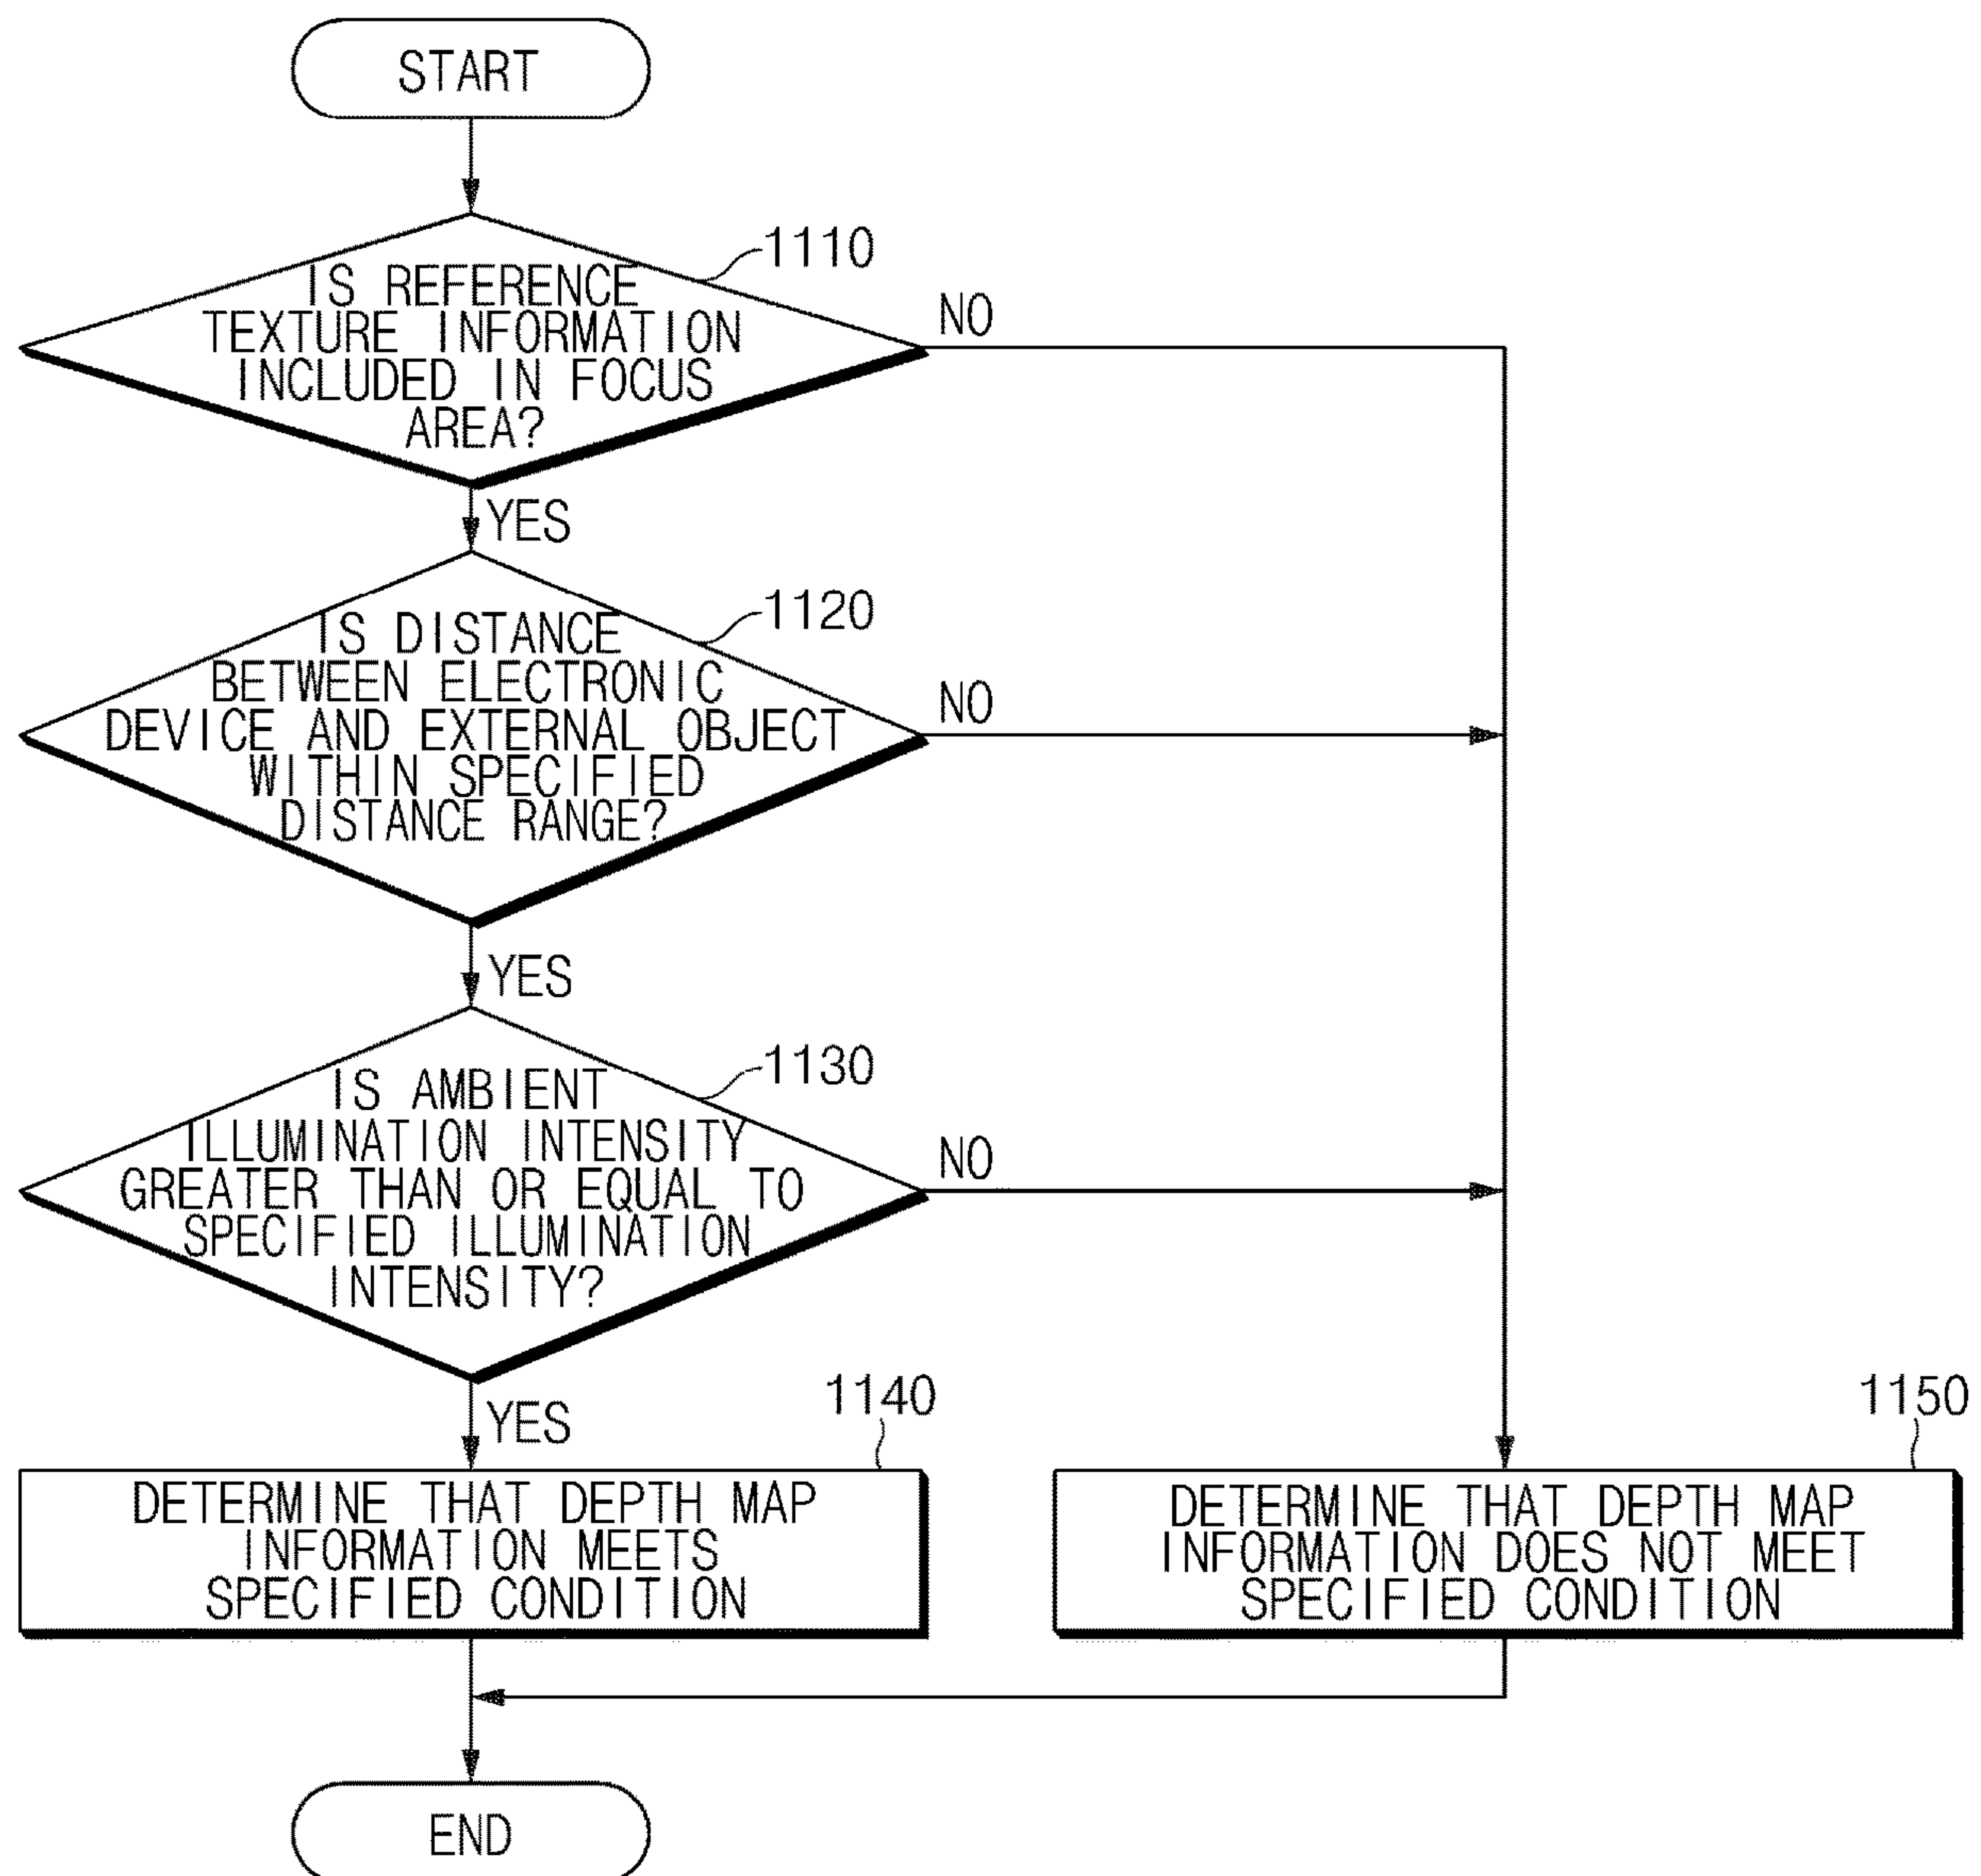 START
1110
IS REFERENCE
TEXTURE INFORMATION
INCLUDED IN FOCUS
AREA?
NO
YES
1120
IS DISTANCE
BETWEEN ELECTRONIC
DEVICE AND EXTERNAL OBJECT
WITHIN SPECIFIED
DISTANCE RANGE?
NO
YES
1130
IS AMBIENT
ILLUMINATION INTENSITY
GREATER THAN OR EQUAL TO
SPECIFIED ILLUMINATION
INTENSITY?
NO
YES
1140
DETERMINE THAT DEPTH MAP
INFORMATION MEETS
SPECIFIED CONDITION
1150
DETERMINE THAT DEPTH MAP
INFORMATION DOES NOT MEET
SPECIFIED CONDITION
END